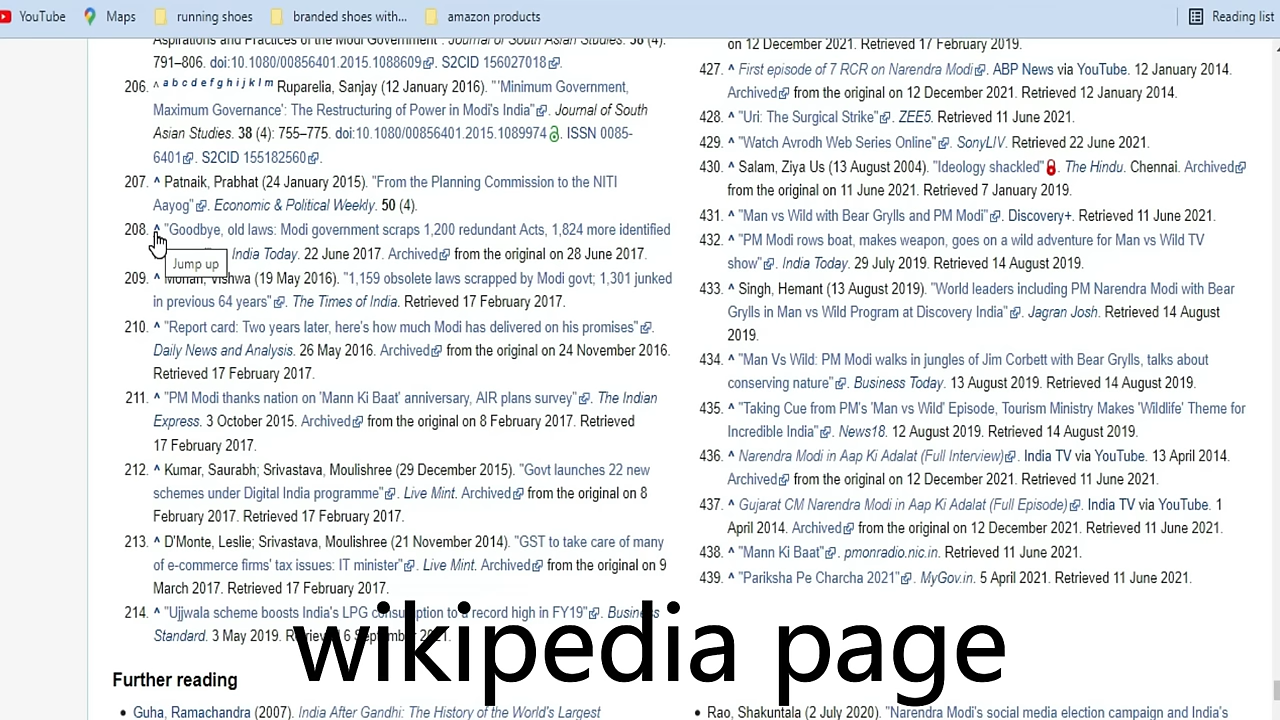 YouTube Maps running shoes branded shoes with... amazon products Reading list
Aspirations and Practices of the Modi Government". Journal of South Asian Studies. 38 (4).
791–806. doi:10.1080/00856401.2015.1088609. S2CID 156027018.
206. ^ a b c d e f g h i j k l m Ruparelia, Sanjay (12 January 2016). "'Minimum Government,
Maximum Governance': The Restructuring of Power in Modi's India". Journal of South
Asian Studies. 38 (4): 755–775. doi:10.1080/00856401.2015.1089974. ISSN 0085-
6401. S2CID 155182560.
207. ^ Patnaik, Prabhat (24 January 2015). "From the Planning Commission to the NITI
Aayog". Economic & Political Weekly. 50 (4).
208. ^ "Goodbye, old laws: Modi government scraps 1,200 redundant Acts, 1,824 more identified
India Today. 22 June 2017. Archived from the original on 28 June 2017.
Jump up
209. ^ Mohan, Vishwa (19 May 2016). "1,159 obsolete laws scrapped by Modi govt; 1,301 junked
in previous 64 years". The Times of India. Retrieved 17 February 2017.
210. ^ "Report card: Two years later, here's how much Modi has delivered on his promises".
Daily News and Analysis. 26 May 2016. Archived from the original on 24 November 2016.
Retrieved 17 February 2017.
211. ^ "PM Modi thanks nation on 'Mann Ki Baat' anniversary, AIR plans survey". The Indian
Express. 3 October 2015. Archived from the original on 8 February 2017. Retrieved
17 February 2017.
212. ^ Kumar, Saurabh; Srivastava, Moulishree (29 December 2015). "Govt launches 22 new
schemes under Digital India programme". Live Mint. Archived from the original on 8
February 2017. Retrieved 17 February 2017.
213. ^ D'Monte, Leslie; Srivastava, Moulishree (21 November 2014). "GST to take care of many
of e-commerce firms' tax issues: IT minister". Live Mint. Archived from the original on 9
March 2017. Retrieved 17 February 2017.
214. ^ "Ujjwala scheme boosts India's LPG consumption to a record high in FY19". Business
Standard. 3 May 2019. Retrieved 6 September 2021.
Further reading
• Guha, Ramachandra (2007). India After Gandhi: The History of the World's Largest
on 12 December 2021. Retrieved 17 February 2019.
427. ^ First episode of 7 RCR on Narendra Modi. ABP News via YouTube. 12 January 2014.
Archived from the original on 12 December 2021. Retrieved 12 January 2014.
428. ^ "Uri: The Surgical Strike". ZEE5. Retrieved 11 June 2021.
429. ^ "Watch Avrodh Web Series Online". SonyLIV. Retrieved 22 June 2021.
430. ^ Salam, Ziya Us (13 August 2004). "Ideology shackled". The Hindu. Chennai. Archived
from the original on 11 June 2021. Retrieved 7 January 2019.
431. ^ "Man vs Wild with Bear Grylls and PM Modi". Discovery+. Retrieved 11 June 2021.
432. ^ "PM Modi rows boat, makes weapon, goes on a wild adventure for Man vs Wild TV
show". India Today. 29 July 2019. Retrieved 14 August 2019.
433. ^ Singh, Hemant (13 August 2019). "World leaders including PM Narendra Modi with Bear
Grylls in Man vs Wild Program at Discovery India". Jagran Josh. Retrieved 14 August
2019.
434. ^ "Man Vs Wild: PM Modi walks in jungles of Jim Corbett with Bear Grylls, talks about
conserving nature". Business Today. 13 August 2019. Retrieved 14 August 2019.
435. ^ "Taking Cue from PM's 'Man vs Wild' Episode, Tourism Ministry Makes 'Wildlife' Theme for
Incredible India". News18. 12 August 2019. Retrieved 14 August 2019.
436. ^ Narendra Modi in Aap Ki Adalat (Full Interview). India TV via YouTube. 13 April 2014.
Archived from the original on 12 December 2021. Retrieved 11 June 2021.
437. ^ Gujarat CM Narendra Modi in Aap Ki Adalat (Full Episode). India TV via YouTube. 1
April 2014. Archived from the original on 12 December 2021. Retrieved 11 June 2021.
438. ^ "Mann Ki Baat". pmonradio.nic.in. Retrieved 11 June 2021.
439. ^ "Pariksha Pe Charcha 2021". MyGov.in. 5 April 2021. Retrieved 11 June 2021.
• Rao, Shakuntala (2 July 2020). "Narendra Modi's social media election campaign and India's
wikipedia page